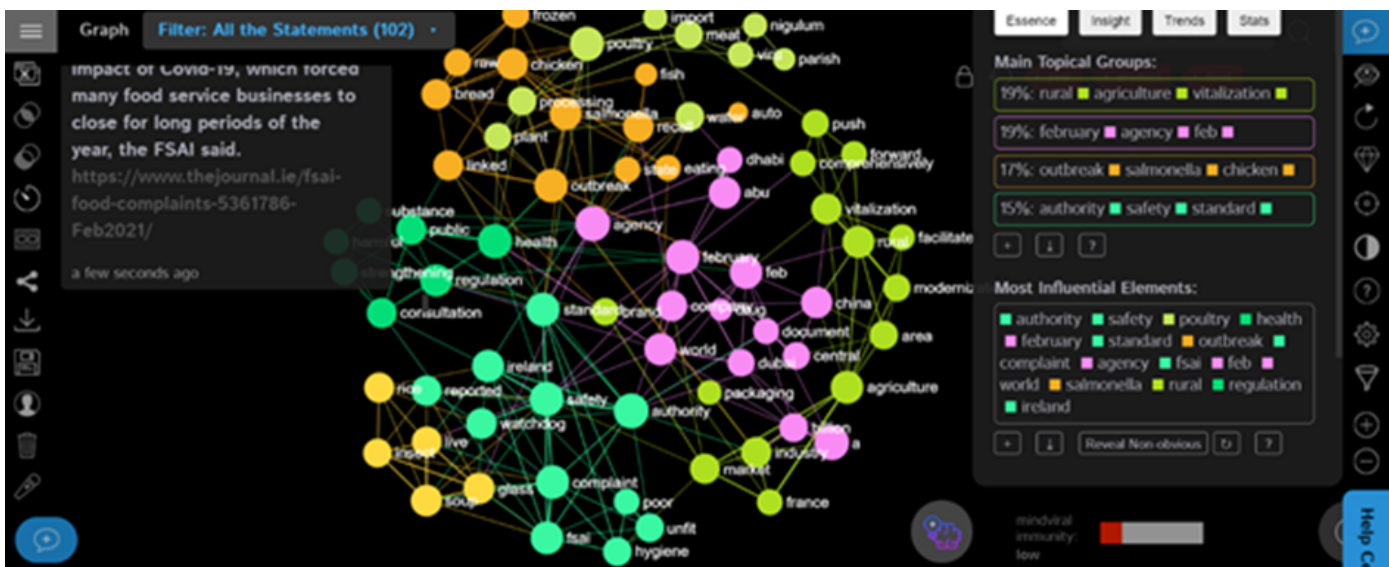 Graph
Filter: All the Statements (102)
impact of Covid-19, which forced
many food service businesses to
close for long periods of the
year, the FSAI said.
https://www.thejournal.ie/fsai-
food-complaints-5361786-
Feb2021/
a few seconds ago
frozen
import
nigulum
poultry
meat
viru
parish
raw
chicken
fish
bread
processing
salmonella
auto
recall
plant
push
forward
linked
state
eating
dhabi
comprehensively
outbreak
abu
substance
vitalization
public
agency
harmful
health
rural
facilitate
strengthening
february
feb
regulation
china
consultation
standard
brand
company
document
area
world
dubai
central
ireland
rice
reported
packaging
agriculture
safety
authority
watchdog
billion
live
a
insect
industry
market
soup
glass
complaint
poor
france
unfit
fsai
hygiene
Essence
Insight
Trends
Stats
Main Topical Groups:
19%: rural agriculture vitalization
19%: february agency feb
17%: outbreak salmonella chicken
15%: authority safety standard
+ ↓ ?
Most Influential Elements:
authority safety poultry health
february standard outbreak
complaint agency fsai feb
world salmonella rural regulation
ireland
+ ↓ Reveal Non-obvious ↻ ?
mindviral
immunity:
low